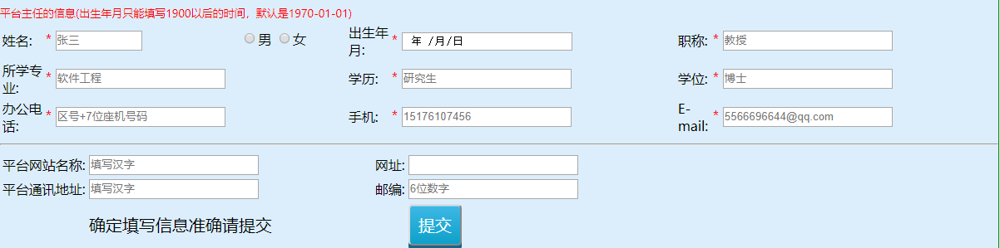 平台主任的信息(出生年月只能填写1900以后的时间，默认是1970-01-01)
姓名: * 张三 男 女 出生年月: * 年 /月/日 职称: * 教授
所学专业: * 软件工程 学历: * 研究生 学位: * 博士
办公电话: * 区号+7位座机号码 手机: * 15176107456 E-mail: * 5566696644@qq.com
平台网站名称: 填写汉字 网址:
平台通讯地址: 填写汉字 邮编: 6位数字
确定填写信息准确请提交 提交